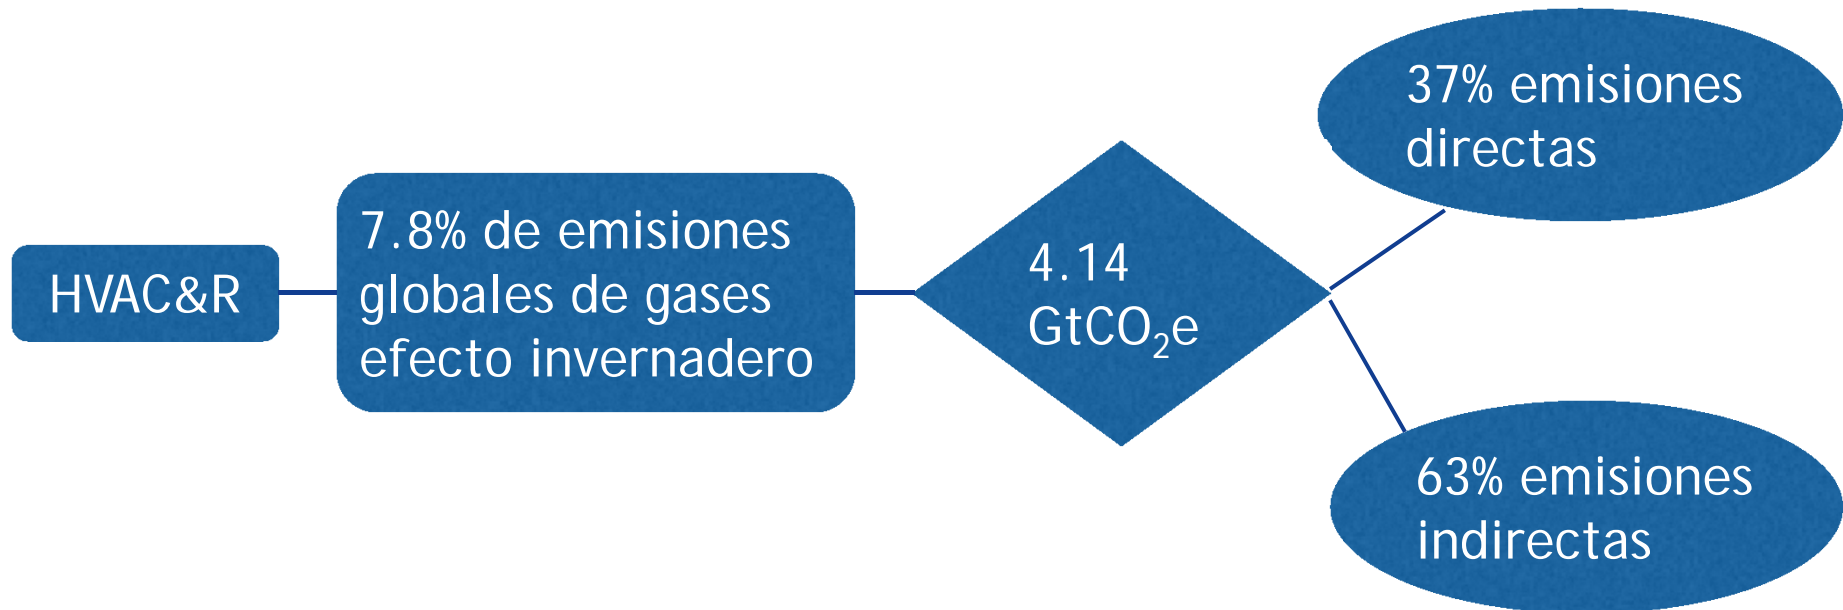 HVAC&R
7.8% de emisiones
globales de gases
efecto invernadero
4.14
GtCO₂e
37% emisiones
directas
63% emisiones
indirectas